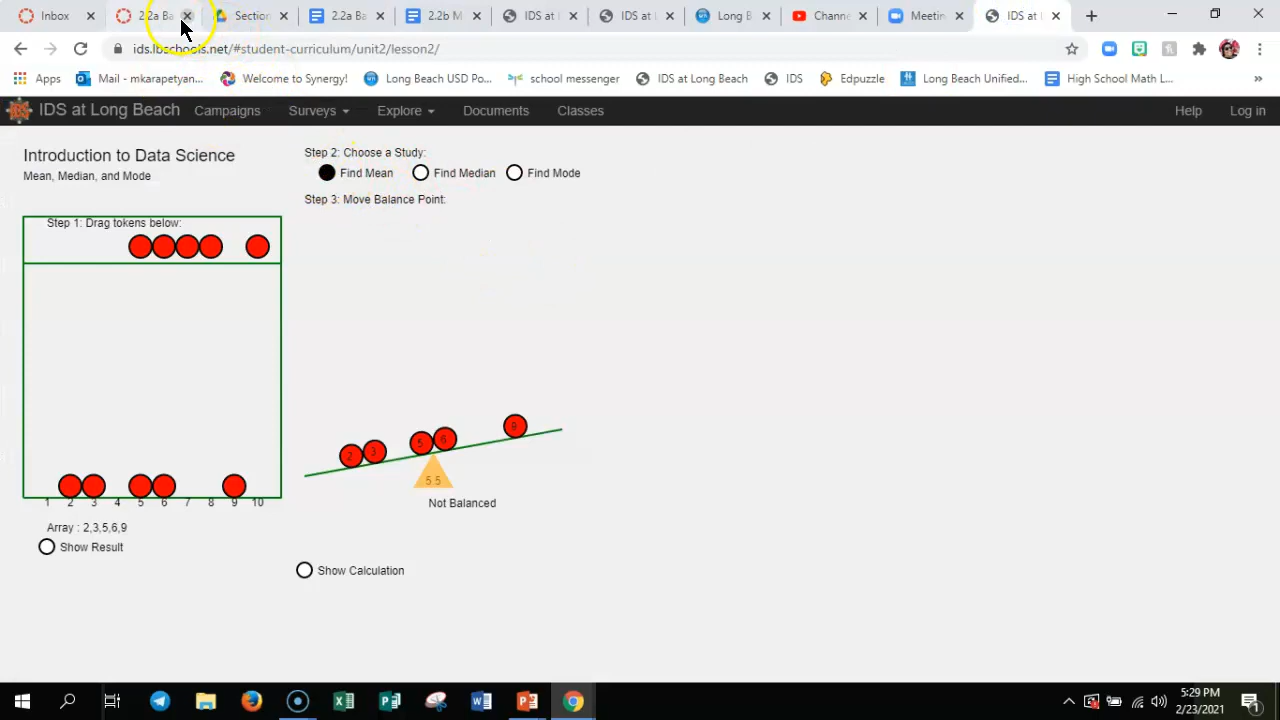 Inbox
2.2a Ba
Section
2.2a Ba
2.2b M
IDS at
IDS at
Long
Channe
Meetin
IDS at
ids.lbschools.net/#student-curriculum/unit2/lesson2/
Apps
Mail - mkarapetyan...
Welcome to Synergy!
Long Beach USD Po...
school messenger
IDS at Long Beach
IDS
Edpuzzle
Long Beach Unified...
High School Math L...
»
IDS at Long Beach
Campaigns
Surveys
Explore
Documents
Classes
Help
Log in
Introduction to Data Science
Mean, Median, and Mode
Step 2: Choose a Study:
Find Mean
Find Median
Find Mode
Step 3: Move Balance Point:
Step 1: Drag tokens below:
2 3 5 6 9
5.5
Not Balanced
1 2 3 4 5 6 7 8 9 10
Array : 2,3,5,6,9
Show Result
Show Calculation
5:29 PM
2/23/2021